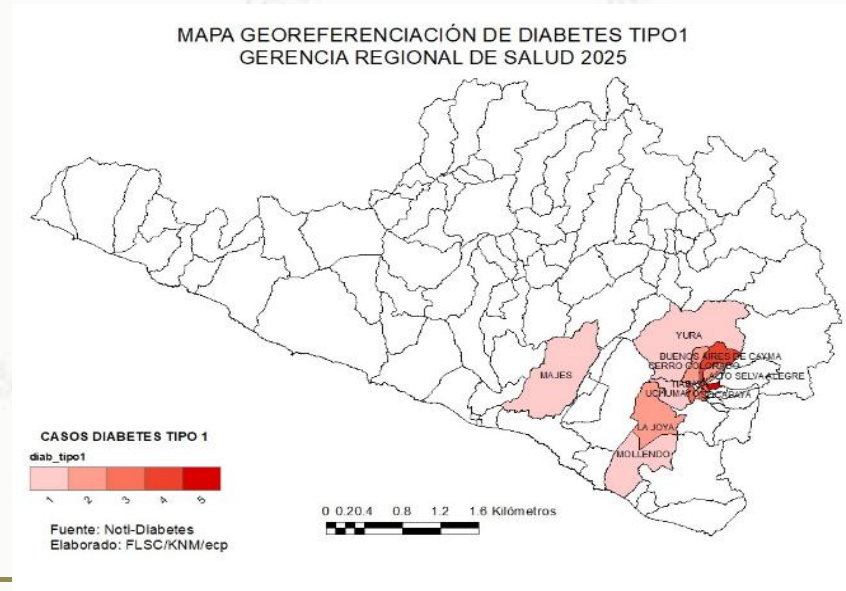 MAPA GEOREFERENCIACIÓN DE DIABETES TIPO1
GERENCIA REGIONAL DE SALUD 2025
YURA
BUENOS AIRES DE CAYMA
CERRO COLORADO
ALTO SELVA ALEGRE
MAJES
UCHUMAYO
LA JOYA
MOLLENDO
CASOS DIABETES TIPO 1
diab_tipo1
1 2 3 4 5
0 0.20.4 0.8 1.2 1.6 Kilómetros
Fuente: Noti-Diabetes
Elaborado: FLSC/KNM/ecp